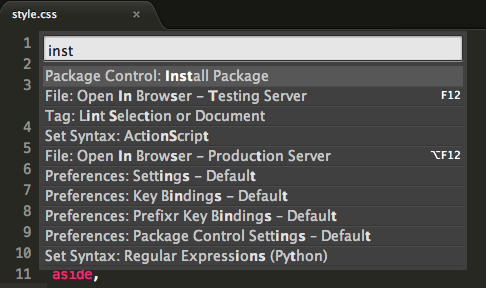 style.css ×
1
inst
2
Package Control: Install Package
3
File: Open In Browser – Testing Server F12
Tag: Lint Selection or Document
4
Set Syntax: ActionScript
5
File: Open In Browser – Production Server ⌥F12
6
Preferences: Settings – Default
7
Preferences: Key Bindings – Default
8
Preferences: Prefixr Key Bindings – Default
9
Preferences: Package Control Settings – Default
10
Set Syntax: Regular Expressions (Python)
11 aside,